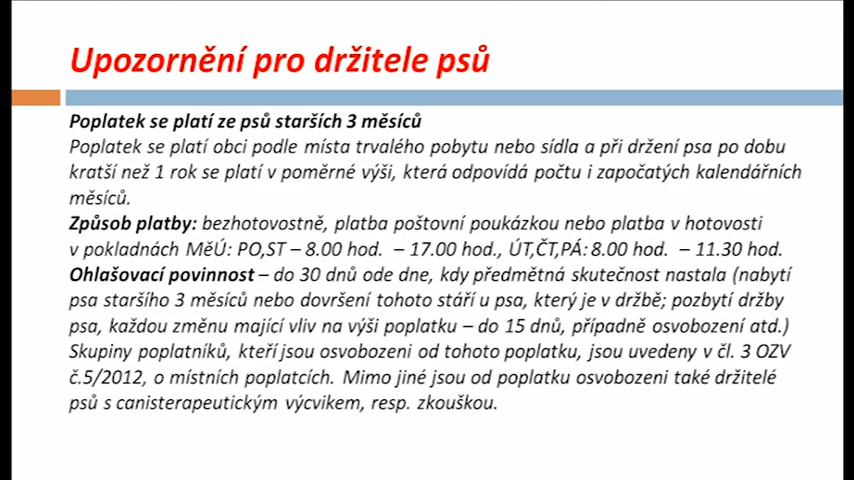 Upozornění pro držitele psů
Poplatek se platí ze psů starších 3 měsíců
Poplatek se platí obci podle místa trvalého pobytu nebo sídla a při držení psa po dobu
kratší než 1 rok se platí v poměrné výši, která odpovídá počtu i započatých kalendářních
měsíců.
Způsob platby: bezhotovostně, platba poštovní poukázkou nebo platba v hotovosti
v pokladnách MěÚ: PO,ST – 8.00 hod. – 17.00 hod., ÚT,ČT,PÁ: 8.00 hod. – 11.30 hod.
Ohlašovací povinnost – do 30 dnů ode dne, kdy předmětná skutečnost nastala (nabytí
psa staršího 3 měsíců nebo dovršení tohoto stáří u psa, který je v držbě; pozbytí držby
psa, každou změnu mající vliv na výši poplatku – do 15 dnů, případně osvobození atd.)
Skupiny poplatníků, kteří jsou osvobozeni od tohoto poplatku, jsou uvedeny v čl. 3 OZV
č.5/2012, o místních poplatcích. Mimo jiné jsou od poplatku osvobozeni také držitelé
psů s canisterapeutickým výcvikem, resp. zkouškou.